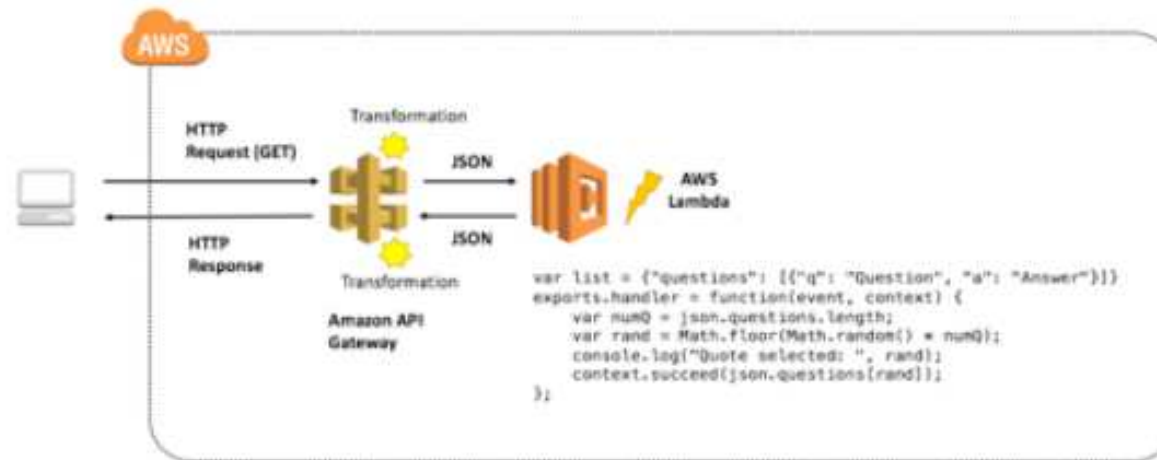 AWS
Transformation
HTTP
Request (GET)
JSON
AWS
Lambda
JSON
HTTP
Response
Transformation
Amazon API
Gateway
var list = {"questions": [{"q": "Question", "a": "Answer"}]}
exports.handler = function(event, context) {
var numQ = json.questions.length;
var rand = Math.floor(Math.random() * numQ);
console.log("Quote selected: ", rand);
context.succeed(json.questions[rand]);
};